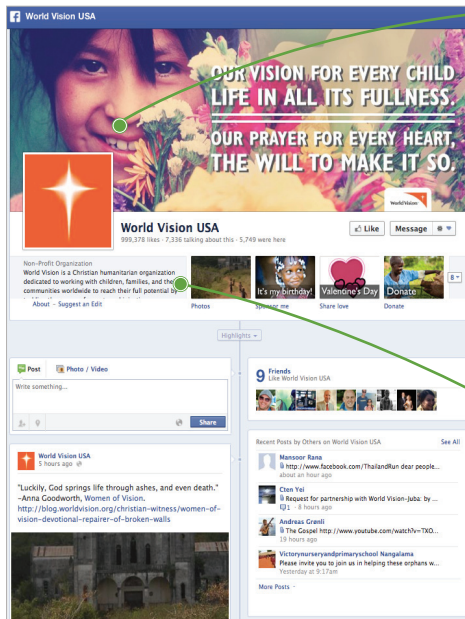 World Vision USA
OUR VISION FOR EVERY CHILD
LIFE IN ALL ITS FULLNESS.
OUR PRAYER FOR EVERY HEART,
THE WILL TO MAKE IT SO.
World Vision
World Vision USA
999,378 likes · 7,336 talking about this · 5,749 were here
Like
Message
Non-Profit Organization
World Vision is a Christian humanitarian organization
dedicated to working with children, families, and the
communities worldwide to reach their full potential by
About - Suggest an Edit
It's my birthday!
Valentine's Day
Donate
8
Photos
Sponsor me
Share love
Donate
Highlights
Post
Photo / Video
Write something...
Share
World Vision USA
5 hours ago
"Luckily, God springs life through ashes, and even death."
-Anna Goodworth, Women of Vision.
http://blog.worldvision.org/christian-witness/women-of-
vision-devotional-repairer-of-broken-walls
9 Friends
Like World Vision USA
Recent Posts by Others on World Vision USA
See All
Mansoor Rana
http://www.facebook.com/ThailandRun dear people...
about an hour ago
Cten Yei
Request for partnership with World Vision-Juba: by ...
1 · 8 hours ago
Andreas Grønli
The Gospel http://www.youtube.com/watch?v=TXO...
19 hours ago
Victorynurseryandprimaryschool Nangalama
Please invite you to join us in helping these orphans w...
Yesterday at 9:17am
More Posts